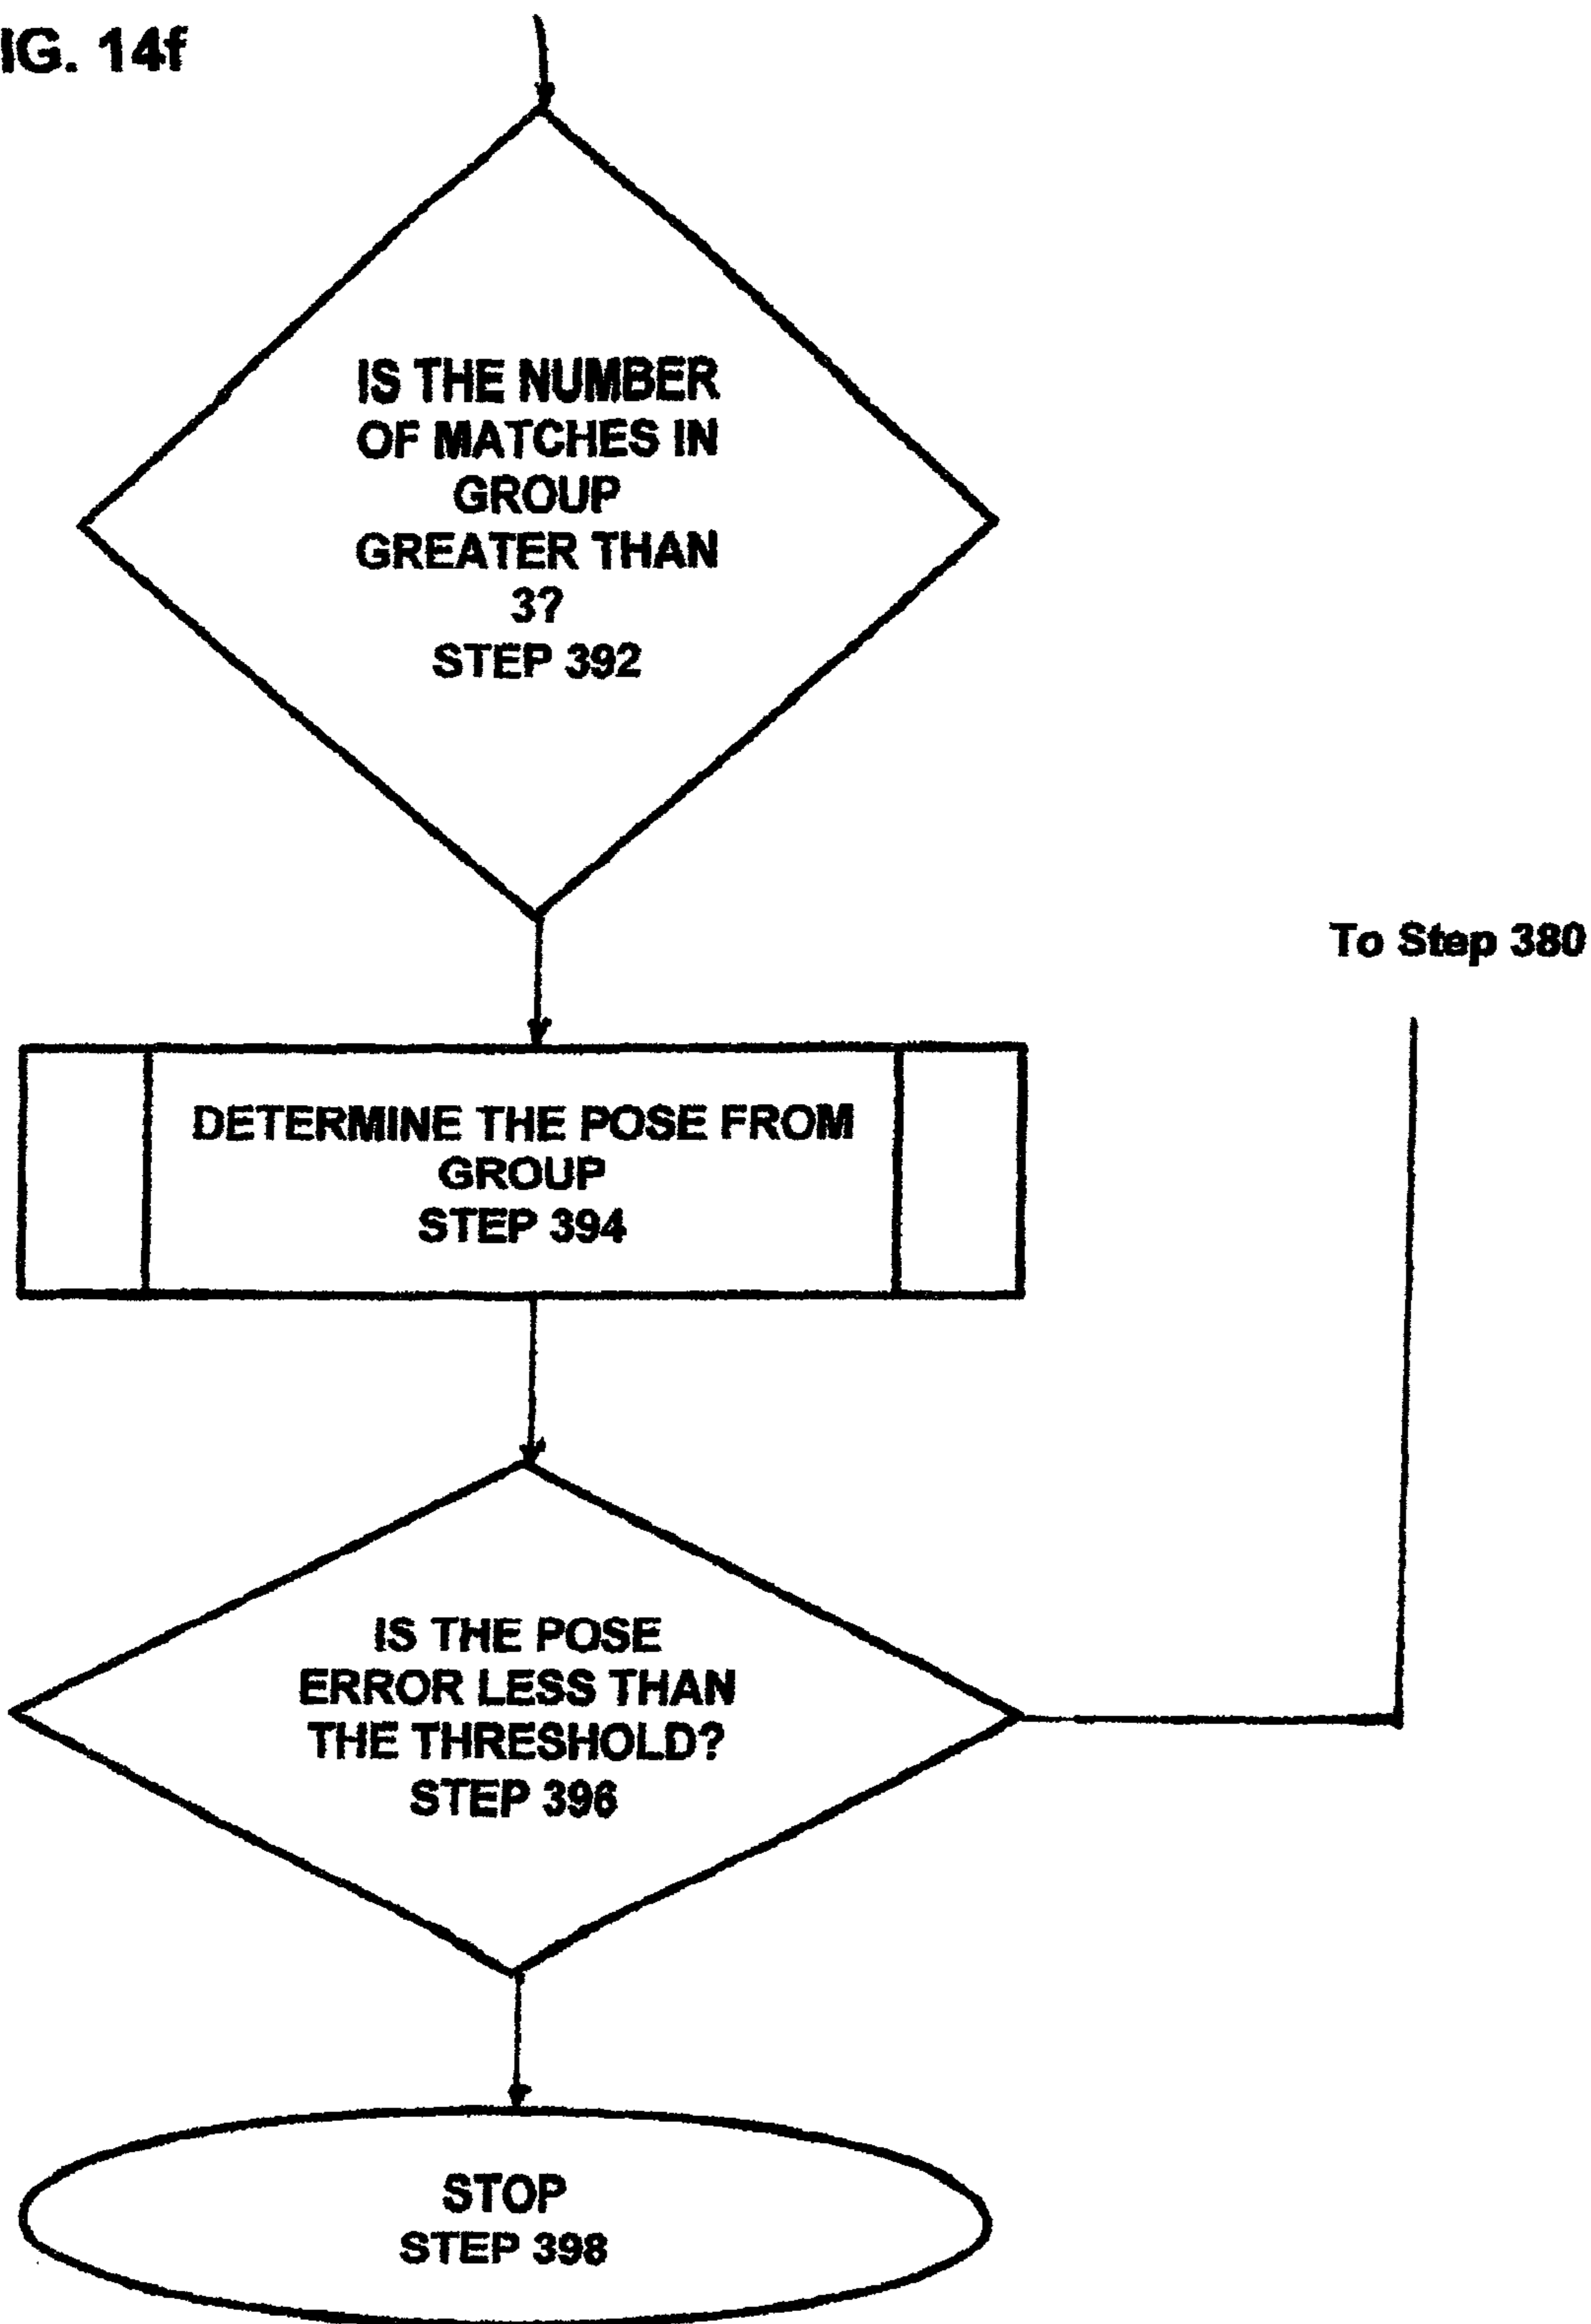 IG. 14f
IS THE NUMBER
OF MATCHES IN
GROUP
GREATER THAN
3?
STEP 392
To Step 380
DETERMINE THE POSE FROM
GROUP
STEP 394
IS THE POSE
ERROR LESS THAN
THE THRESHOLD?
STEP 396
STOP
STEP 398